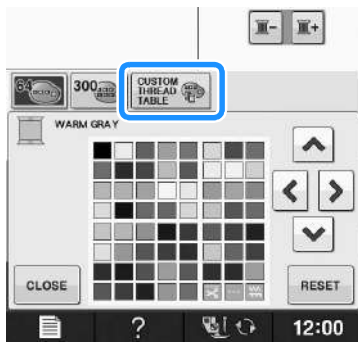 64
300
CUSTOM
THREAD
TABLE
WARM GRAY
CLOSE
RESET
?
12:00